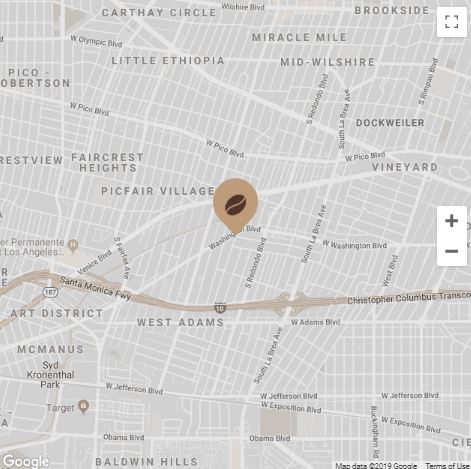 CARTHAY CIRCLE
Wilshire Blvd
BROOKSIDE
W Olympic Blvd
MIRACLE MILE
LITTLE ETHIOPIA
MID-WILSHIRE
PICO -
OBERTSON
S Rimpau Blvd
W Pico Blvd
S Redondo Blvd
South La Brea Ave
DOCKWEILER
W Pico Blvd
W Pico Blvd
RESTVIEW
FAIRCREST
HEIGHTS
VINEYARD
PICFAIR VILLAGE
Washington Blvd
W Washington Blvd
er Permanente
Los Angeles...
Venice Blvd
S Fairfax Ave
S Redondo Blvd
South La Brea Ave
West Blvd
Santa Monica Fwy
187
10
Christopher Columbus Transco
ART DISTRICT
WEST ADAMS
W Adams Blvd
MCMANUS
Syd
Kronenthal
Park
South La Brea Ave
W Jefferson Blvd
W Jefferson Blvd
Target
W Exposition Blvd
W Exposition Blvd
Buckingham Rd
Obama Blvd
Obama Blvd
CIE
BALDWIN HILLS
Google
Map data ©2019 Google
Terms of Use